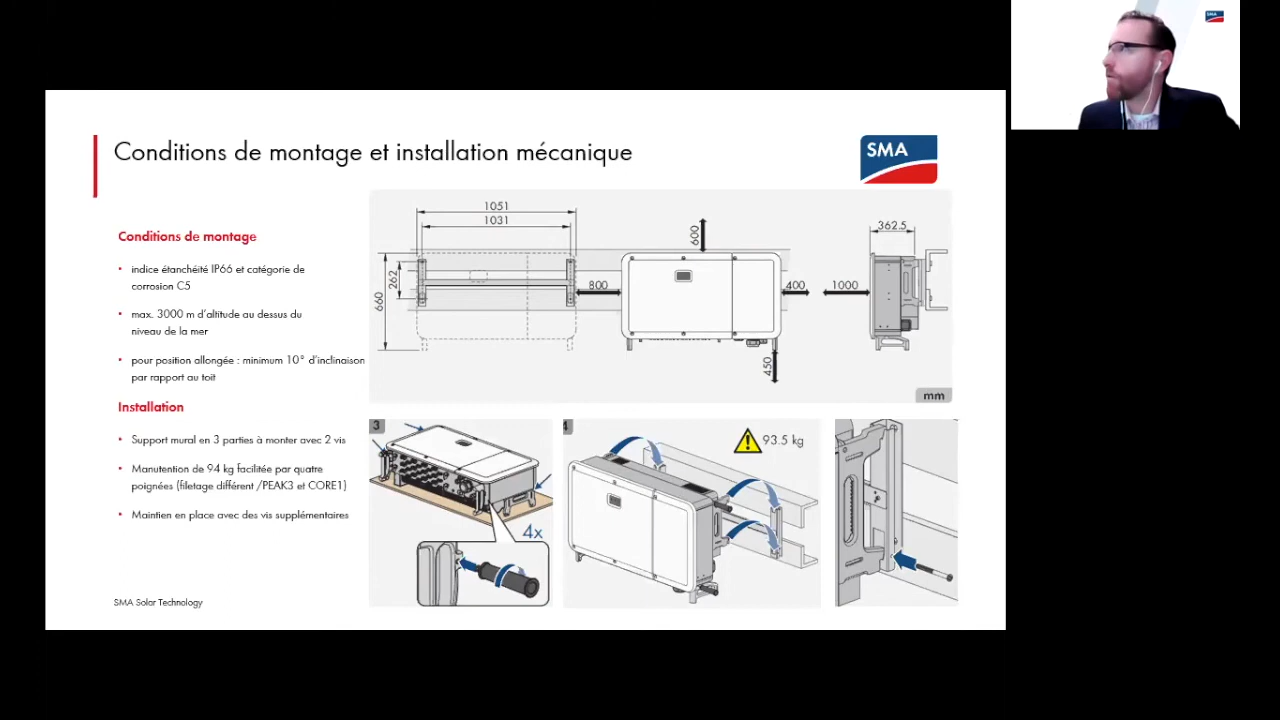 SMA
Conditions de montage et installation mécanique
SMA
Conditions de montage
• indice étanchéité IP66 et catégorie de
corrosion C5
• max. 3000 m d'altitude au dessus du
niveau de la mer
• pour position allongée : minimum 10° d'inclinaison
par rapport au toit
Installation
• Support mural en 3 parties à monter avec 2 vis
• Manutention de 94 kg facilitée par quatre
poignées (filetage différent /PEAK3 et CORE1)
• Maintien en place avec des vis supplémentaires
SMA Solar Technology
1051
1031
660
262
800
600
400
450
1000
362.5
mm
3
4x
4
93.5 kg